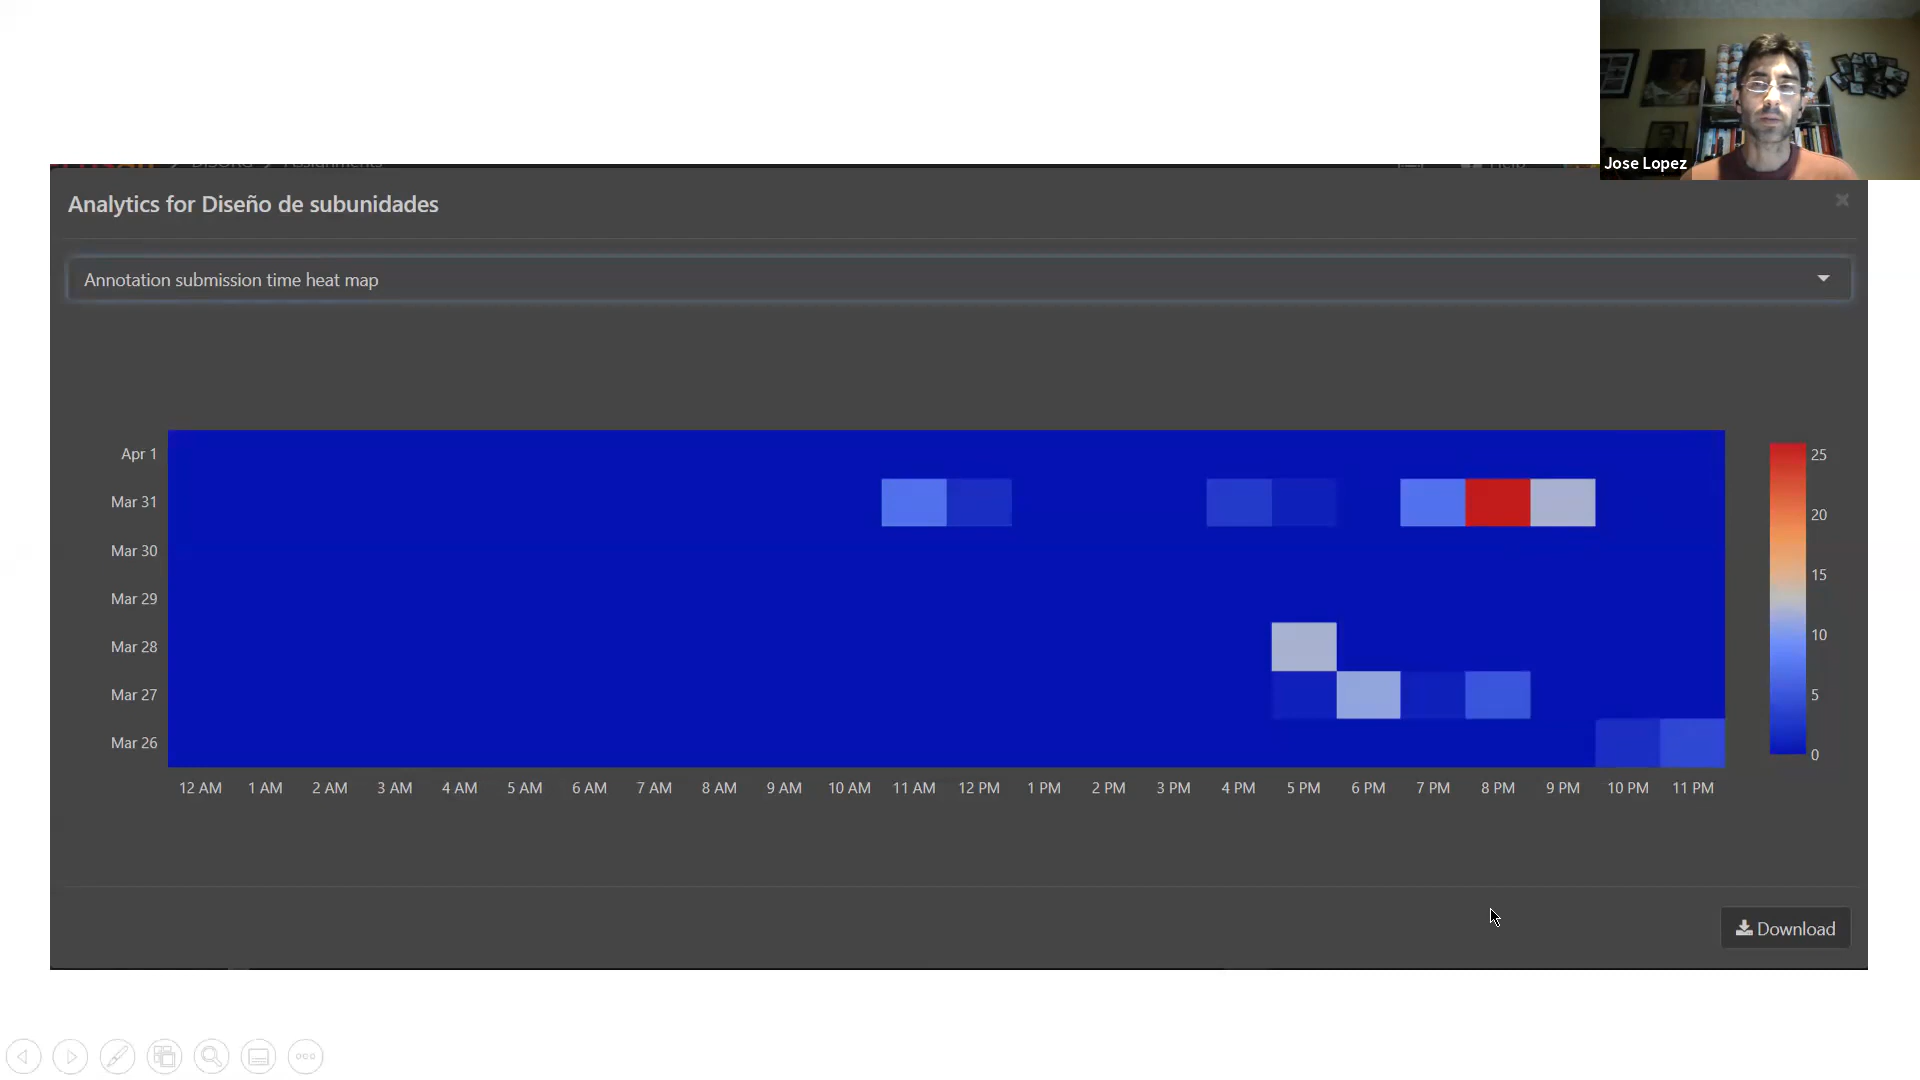 Jose Lopez
Analytics for Diseño de subunidades
Annotation submission time heat map
Apr 1
Mar 31
Mar 30
Mar 29
Mar 28
Mar 27
Mar 26
12 AM 1 AM 2 AM 3 AM 4 AM 5 AM 6 AM 7 AM 8 AM 9 AM 10 AM 11 AM 12 PM 1 PM 2 PM 3 PM 4 PM 5 PM 6 PM 7 PM 8 PM 9 PM 10 PM 11 PM
25
20
15
10
5
0
Download